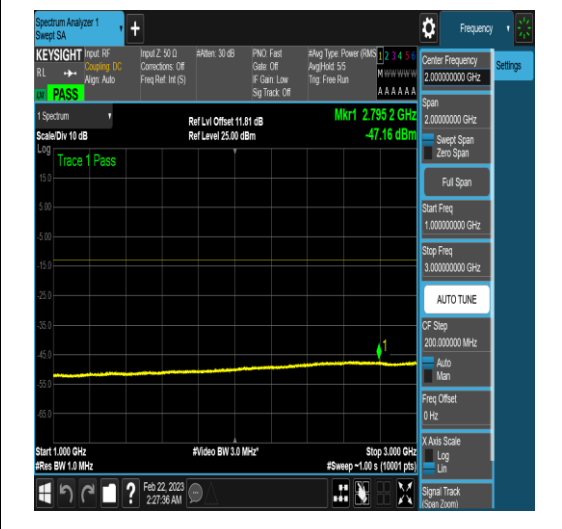 Spectrum Analyzer 1
Swept SA
Frequency
KEYSIGHT
RL
PASS
Input: RF
Coupling: DC
Align: Auto
Input Z: 50 Ω
Corrections: Off
Freq Ref: Int (S)
#Atten: 30 dB
PNO: Fast
Gate: Off
IF Gain: Low
Sig Track: Off
#Avg Type: Power (RMS
Avg|Hold: 5/5
Trig: Free Run
1 2 3 4 5 6
M w w w w w
A A A A A A
1 Spectrum
Scale/Div 10 dB
Ref Lvl Offset 11.81 dB
Ref Level 25.00 dBm
Mkr1 2.795 2 GHz
-47.16 dBm
Log
Trace 1 Pass
15.0
5.00
-5.00
-15.0
-25.0
-35.0
-45.0
-55.0
-65.0
1
Start 1.000 GHz
#Res BW 1.0 MHz
#Video BW 3.0 MHz*
Stop 3.000 GHz
#Sweep ~1.00 s (10001 pts)
Feb 22, 2023
2:27:36 AM
Center Frequency
2.000000000 GHz
Settings
Span
2.00000000 GHz
Swept Span
Zero Span
Full Span
Start Freq
1.000000000 GHz
Stop Freq
3.000000000 GHz
AUTO TUNE
CF Step
200.000000 MHz
Auto
Man
Freq Offset
0 Hz
X Axis Scale
Log
Lin
Signal Track
(Span Zoom)